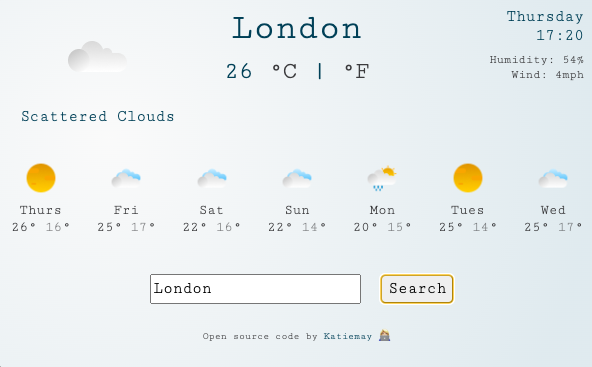 London
Thursday
17:20
26 °C | °F
Humidity: 54%
Wind: 4mph
Scattered Clouds
Thurs Fri Sat Sun Mon Tues Wed
26° 16° 25° 17° 22° 16° 22° 14° 20° 15° 25° 14° 25° 17°
London Search
Open source code by Katiemay